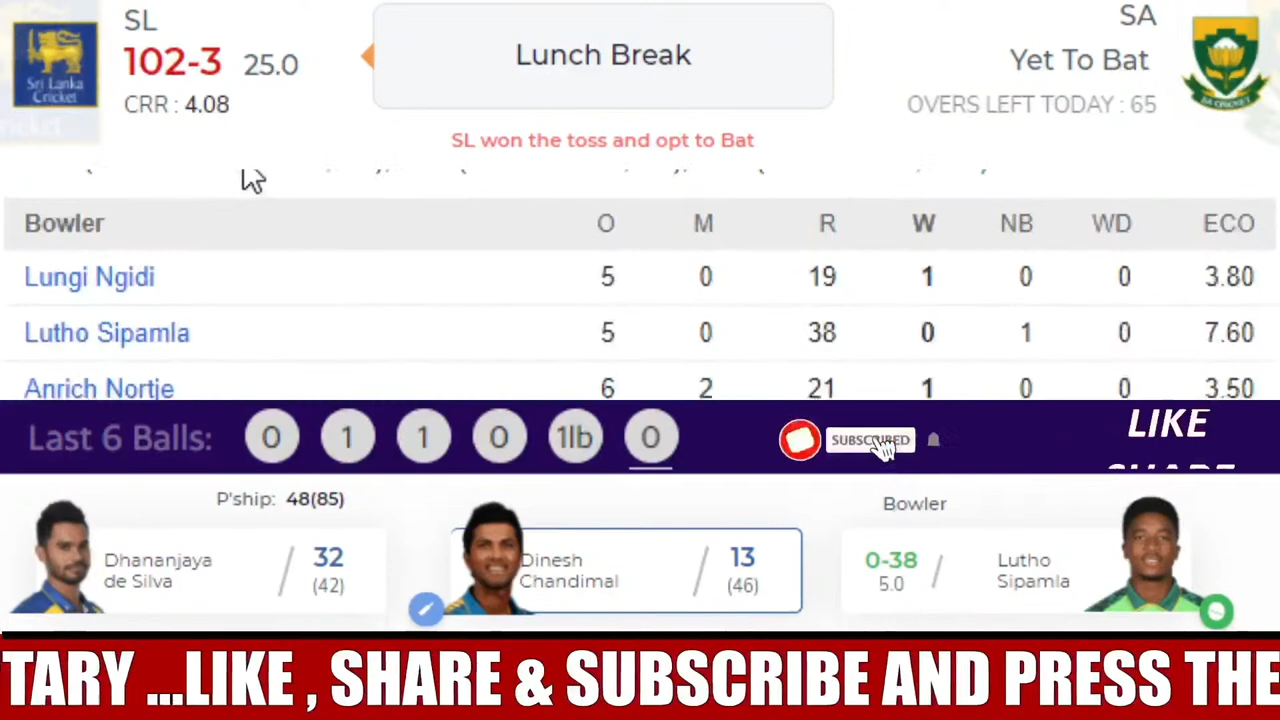 SL
102-3 25.0
CRR : 4.08
Sri Lanka
Cricket
Lunch Break
SL won the toss and opt to Bat
SA
Yet To Bat
OVERS LEFT TODAY : 65
SA CRICKET
Bowler O M R W NB WD ECO
Lungi Ngidi 5 0 19 1 0 0 3.80
Lutho Sipamla 5 0 38 0 1 0 7.60
Anrich Nortje 6 2 21 1 0 0 3.50
Last 6 Balls: 0 1 1 0 1lb 0
SUBSCRIBED
LIKE
P'ship: 48(85)
Dhananjaya
de Silva
32
(42)
Dinesh
Chandimal
13
(46)
Bowler
0-38
5.0
Lutho
Sipamla
TARY ...LIKE , SHARE & SUBSCRIBE AND PRESS THE